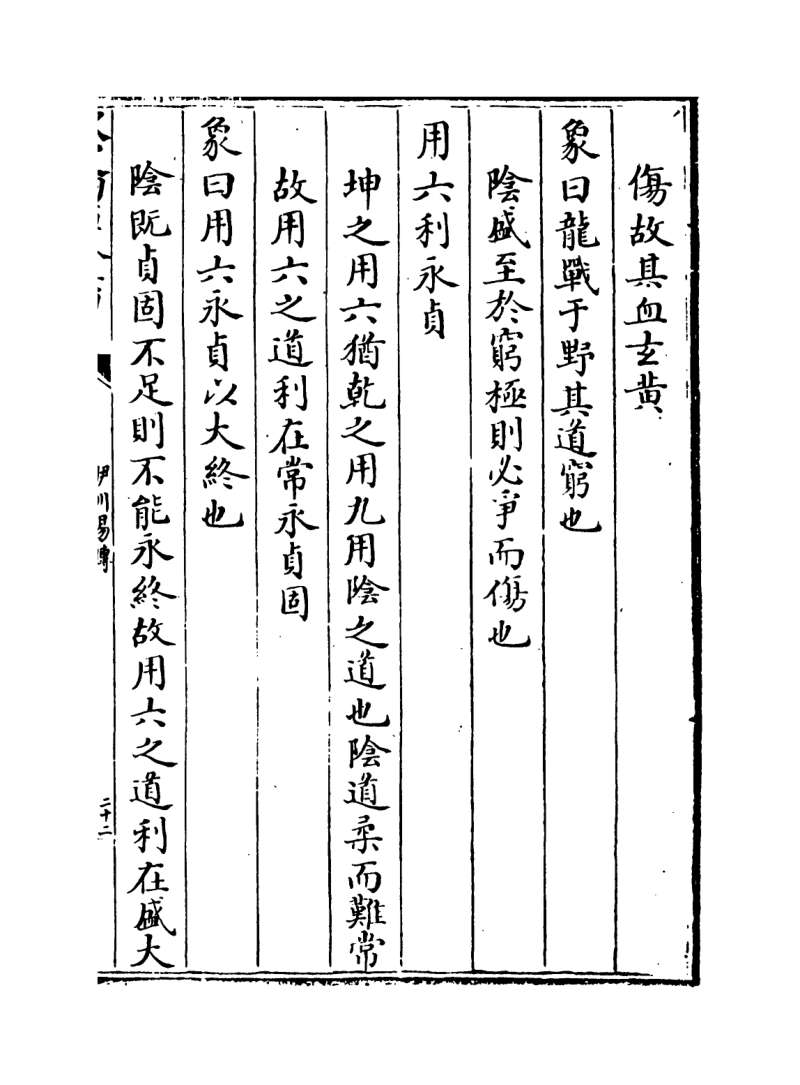 傷故其血玄黄
象曰龍戰于野其道窮也
陰盛至於窮極則必爭而傷也
用六利永貞
坤之用六猶乾之用九用陰之道也陰道柔而難常
故用六之道利在常永貞固
象曰用六永貞以大終也
陰既貞固不足則不能永終故用六之道利在盛大
伊川易傳
二十二